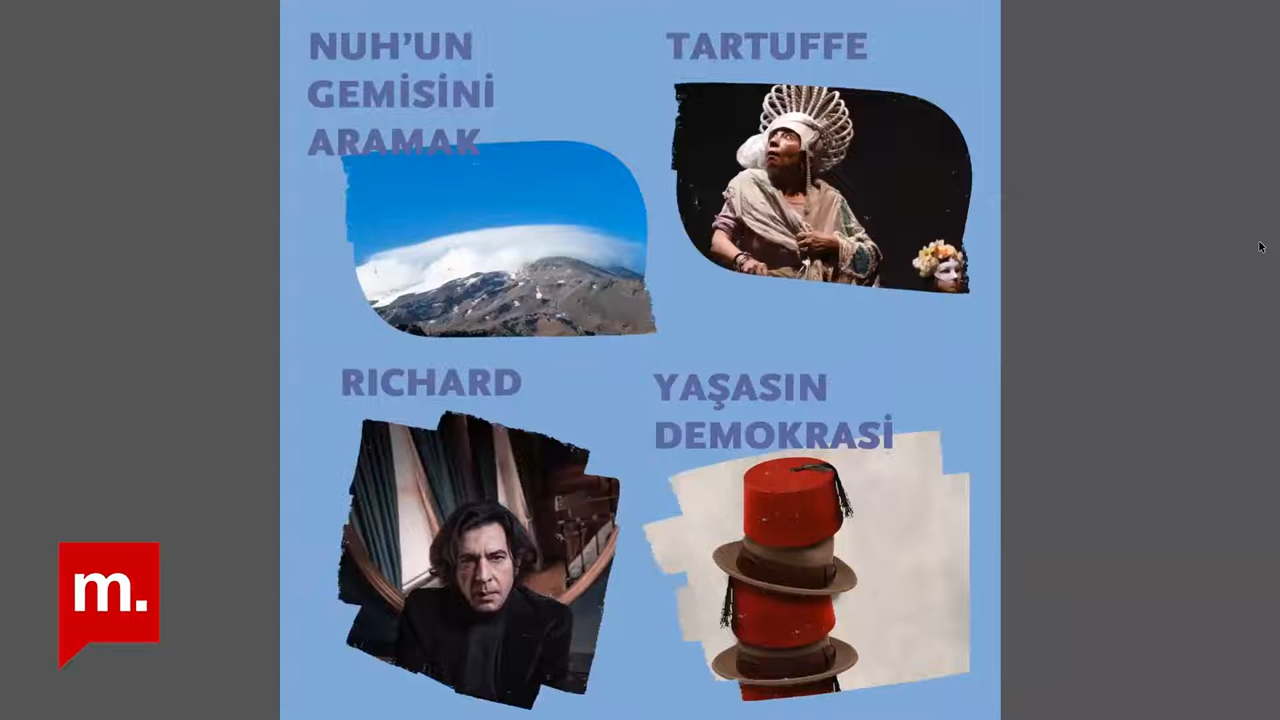 NUH’UN
GEMİSİNİ
ARAMAK
TARTUFFE
RICHARD
YAŞASIN
DEMOKRASİ
m.